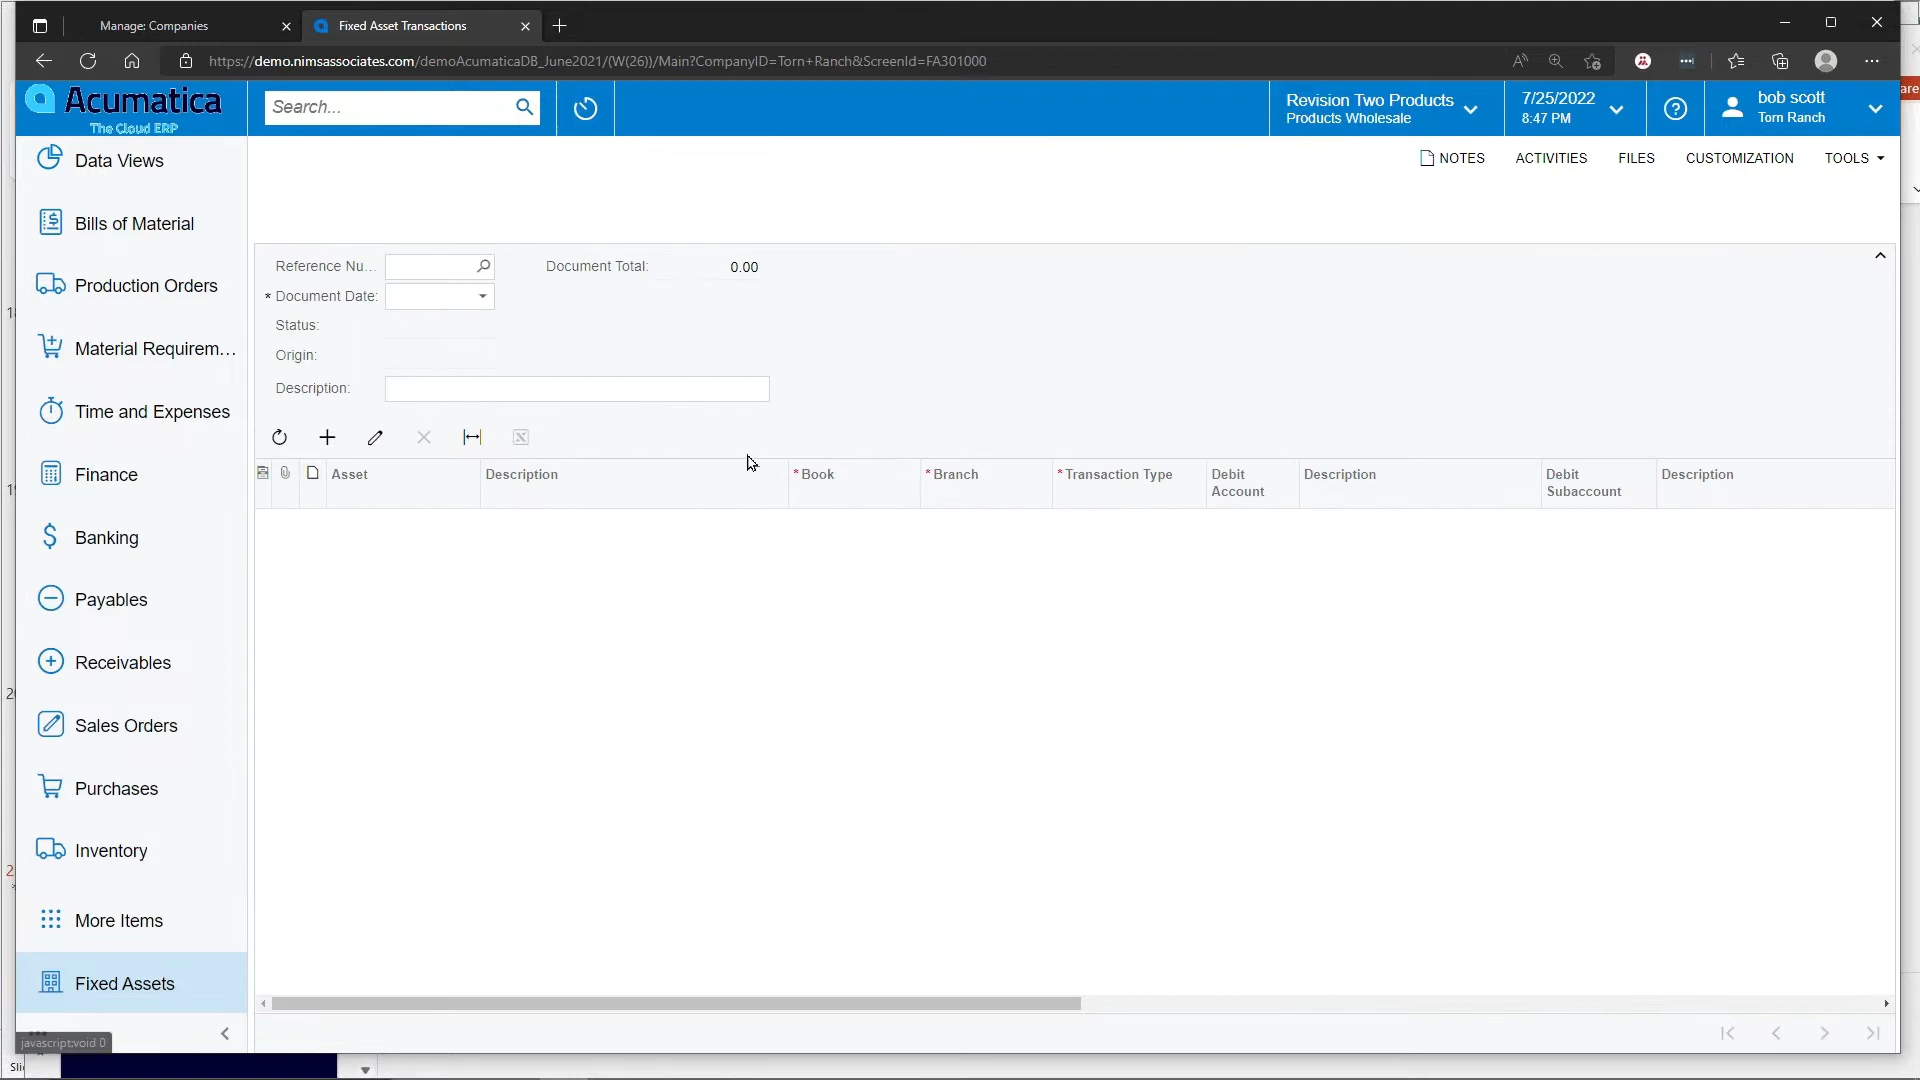 Manage: Companies
Fixed Asset Transactions
https://demo.nimsassociates.com/demoAcumaticaDB_June2021/(W(26))/Main?CompanyID=Torn+Ranch&ScreenId=FA301000
Acumatica
The Cloud ERP
Search...
Revision Two Products
Products Wholesale
7/25/2022
8:47 PM
bob scott
Torn Ranch
NOTES
ACTIVITIES
FILES
CUSTOMIZATION
TOOLS
Data Views
Bills of Material
Production Orders
Material Requirem...
Time and Expenses
Finance
Banking
Payables
Receivables
Sales Orders
Purchases
Inventory
More Items
Fixed Assets
javascript:void 0
Reference Nu...
Document Total: 0.00
* Document Date:
Status:
Origin:
Description:
Asset
Description
* Book
* Branch
* Transaction Type
Debit
Account
Description
Debit
Subaccount
Description